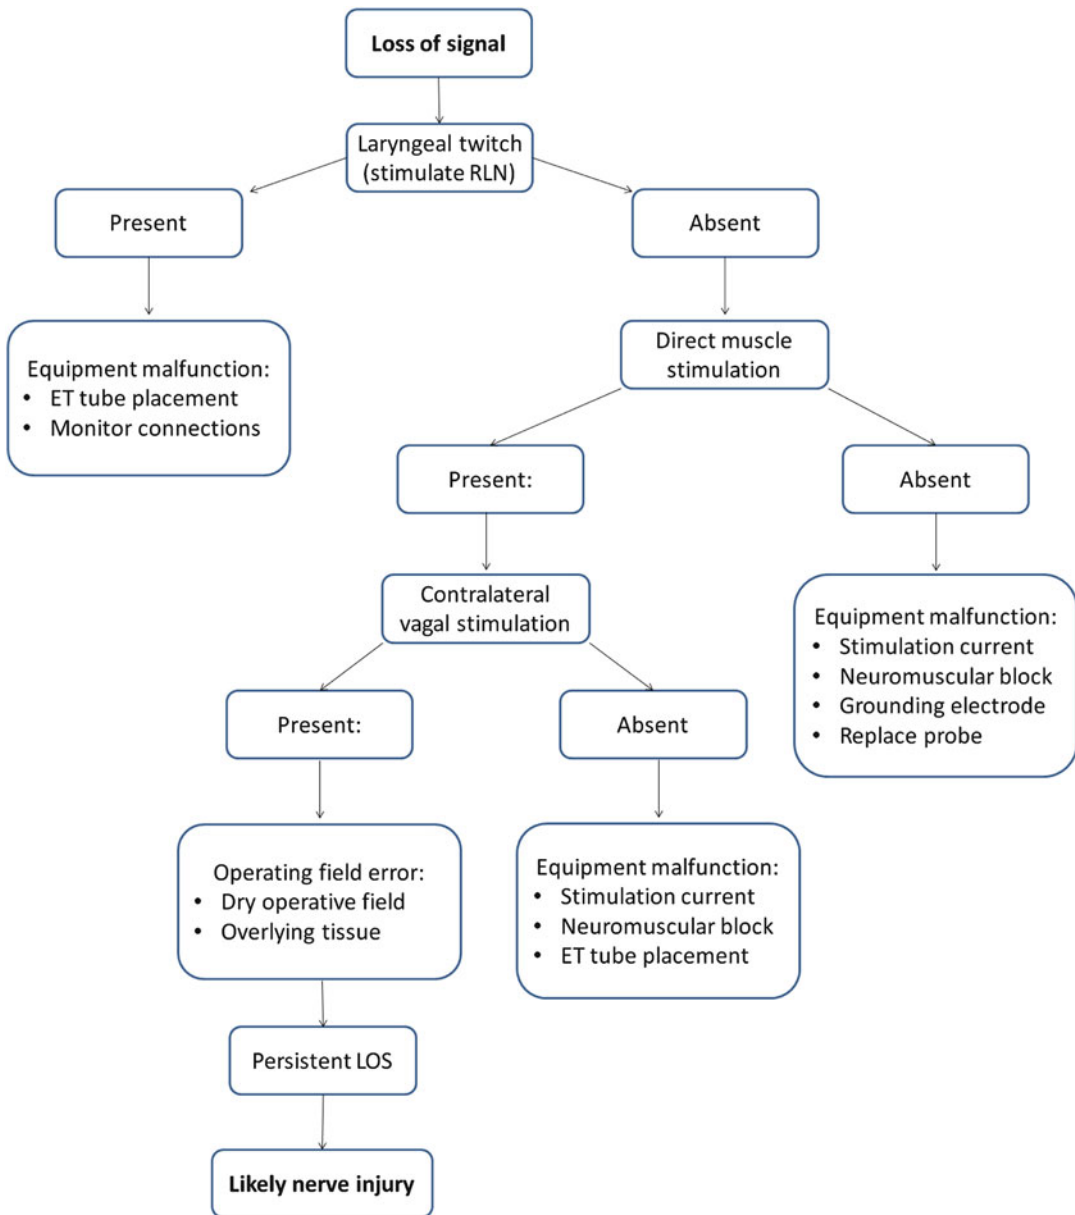 Loss of signal
Laryngeal twitch
(stimulate RLN)
Present
Absent
Equipment malfunction:
• ET tube placement
• Monitor connections
Direct muscle
stimulation
Present:
Absent
Contralateral
vagal stimulation
Equipment malfunction:
• Stimulation current
• Neuromuscular block
• Grounding electrode
• Replace probe
Present:
Absent
Operating field error:
• Dry operative field
• Overlying tissue
Equipment malfunction:
• Stimulation current
• Neuromuscular block
• ET tube placement
Persistent LOS
Likely nerve injury